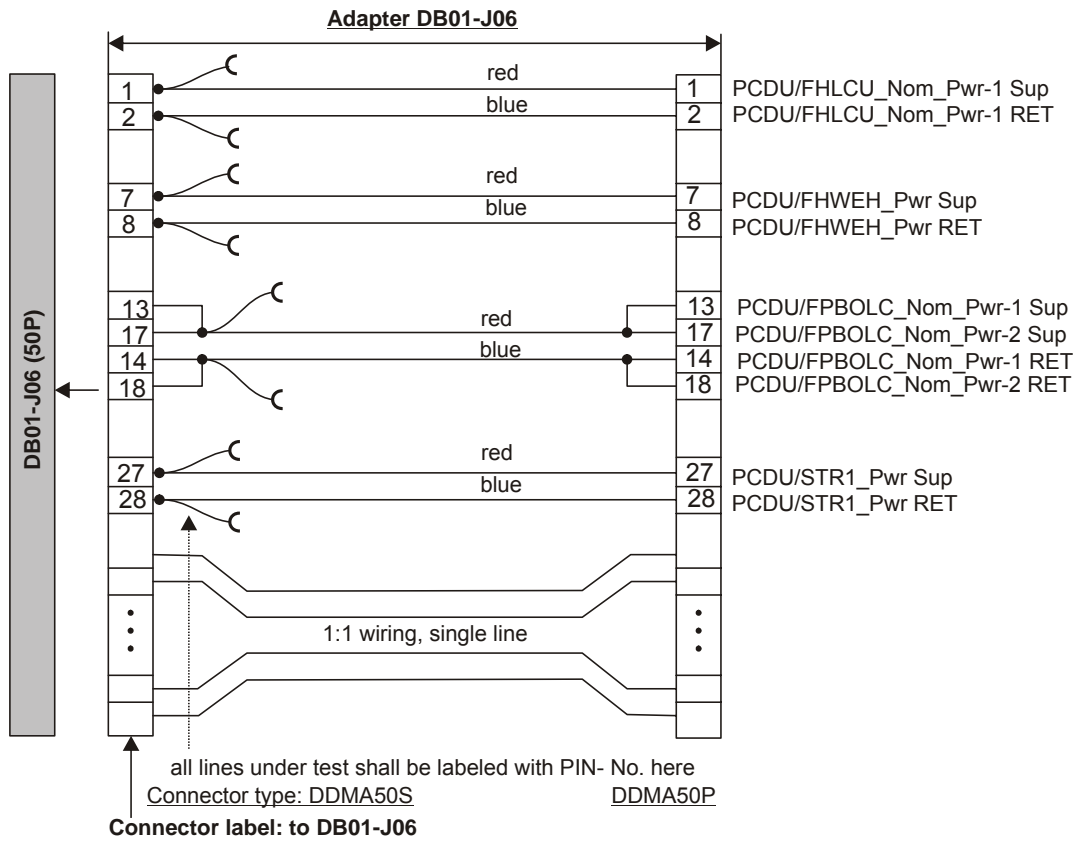 Adapter DB01-J06
DB01-J06 (50P)
1 red 1 PCDU/FHLCU_Nom_Pwr-1 Sup
2 blue 2 PCDU/FHLCU_Nom_Pwr-1 RET
7 red 7 PCDU/FHWEH_Pwr Sup
8 blue 8 PCDU/FHWEH_Pwr RET
13 13 PCDU/FPBOLC_Nom_Pwr-1 Sup
17 red 17 PCDU/FPBOLC_Nom_Pwr-2 Sup
14 blue 14 PCDU/FPBOLC_Nom_Pwr-1 RET
18 18 PCDU/FPBOLC_Nom_Pwr-2 RET
27 red 27 PCDU/STR1_Pwr Sup
28 blue 28 PCDU/STR1_Pwr RET
1:1 wiring, single line
all lines under test shall be labeled with PIN- No. here
Connector type: DDMA50S DDMA50P
Connector label: to DB01-J06